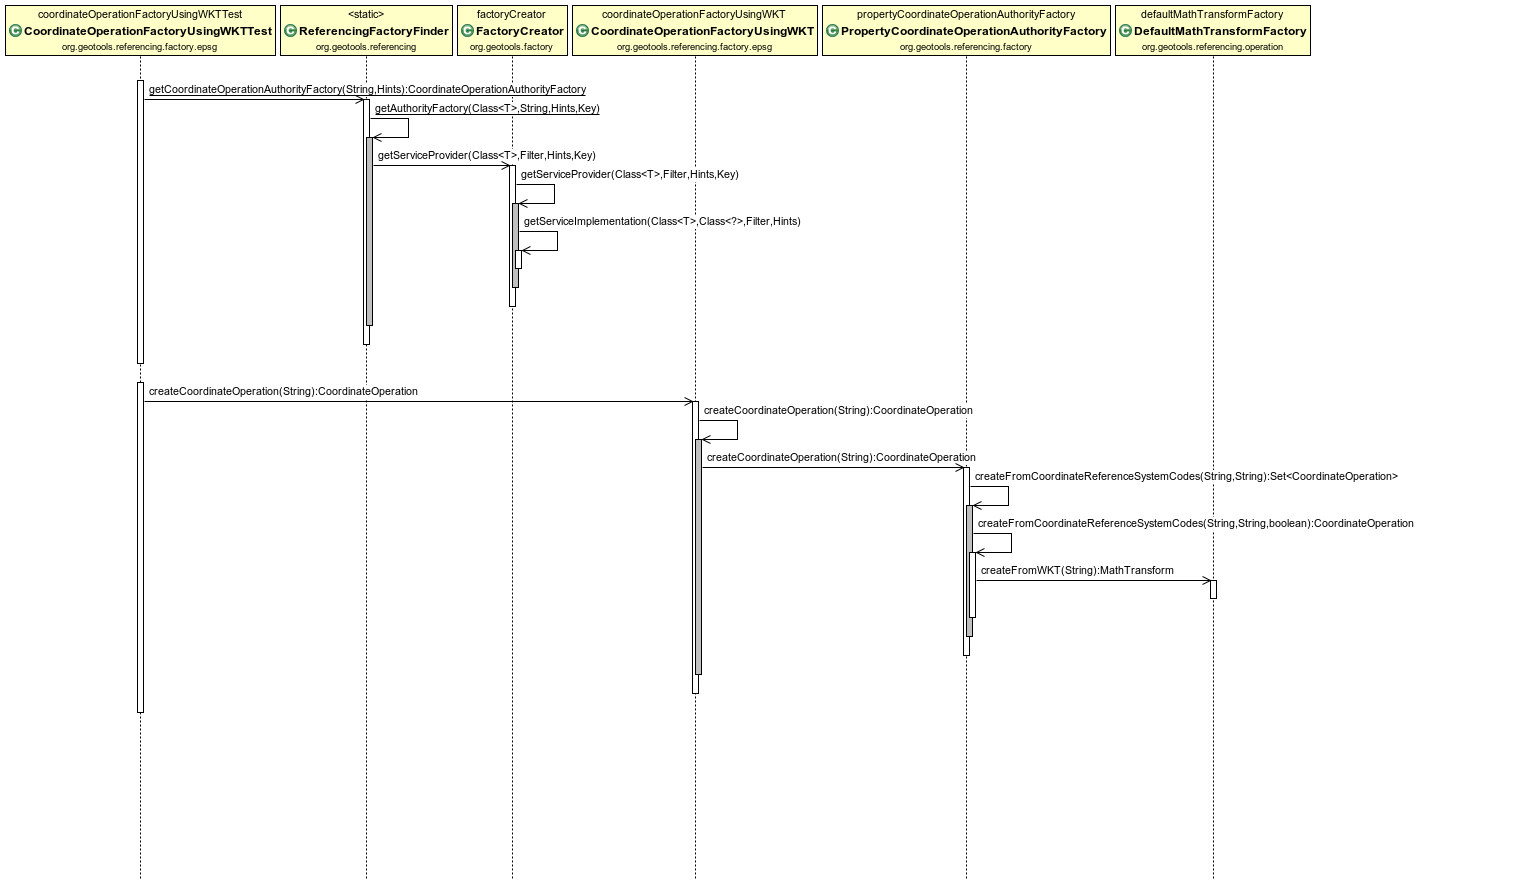 coordinateOperationFactoryUsingWKTTest
CoordinateOperationFactoryUsingWKTTest
org.geotools.referencing.factory.epsg
<static>
ReferencingFactoryFinder
org.geotools.referencing
factoryCreator
FactoryCreator
org.geotools.factory
coordinateOperationFactoryUsingWKT
CoordinateOperationFactoryUsingWKT
org.geotools.referencing.factory.epsg
propertyCoordinateOperationAuthorityFactory
PropertyCoordinateOperationAuthorityFactory
org.geotools.referencing.factory
defaultMathTransformFactory
DefaultMathTransformFactory
org.geotools.referencing.operation
getCoordinateOperationAuthorityFactory(String,Hints):CoordinateOperationAuthorityFactory
getAuthorityFactory(Class<T>,String,Hints,Key)
getServiceProvider(Class<T>,Filter,Hints,Key)
getServiceProvider(Class<T>,Filter,Hints,Key)
getServiceImplementation(Class<T>,Class<?>,Filter,Hints)
createCoordinateOperation(String):CoordinateOperation
createCoordinateOperation(String):CoordinateOperation
createCoordinateOperation(String):CoordinateOperation
createFromCoordinateReferenceSystemCodes(String,String):Set<CoordinateOperation>
createFromCoordinateReferenceSystemCodes(String,String,boolean):CoordinateOperation
createFromWKT(String):MathTransform